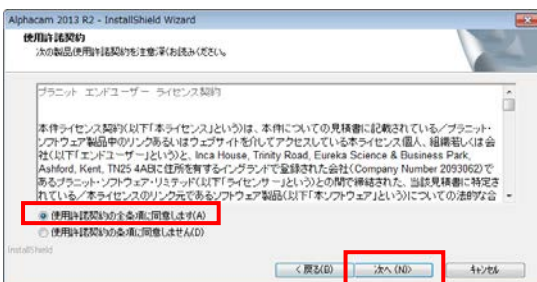 Alphacam 2013 R2 - InstallShield Wizard
使用許諾契約
次の製品使用許諾契約を注意深くお読みください。
プラニット エンドユーザー ライセンス契約
本件ライセンス契約(以下「本ライセンス」という)は、本件についての見積書に記載されている/プラニット・
ソフトウェア製品中のリンクあるいはウェブサイトを介してアクセスしている本ライセンス個人、組織若しくは会
社(以下「エンドユーザー」という)と、Inca House, Trinity Road, Eureka Science & Business Park,
Ashford, Kent, TN25 4ABに住所を有するイングランドで登録された会社(Company Number 2093062)で
あるプラニット・ソフトウェア・リミテッド(以下「ライセンサー」という)との間で締結された、当該見積書に特定さ
れている/本ライセンスのリンク元であるソフトウェア製品(以下「本ソフトウェア」という)についての法的な合
使用許諾契約の全条項に同意します(A)
使用許諾契約の条項に同意しません(D)
InstallShield
< 戻る(B)
次へ (N)>
キャンセル